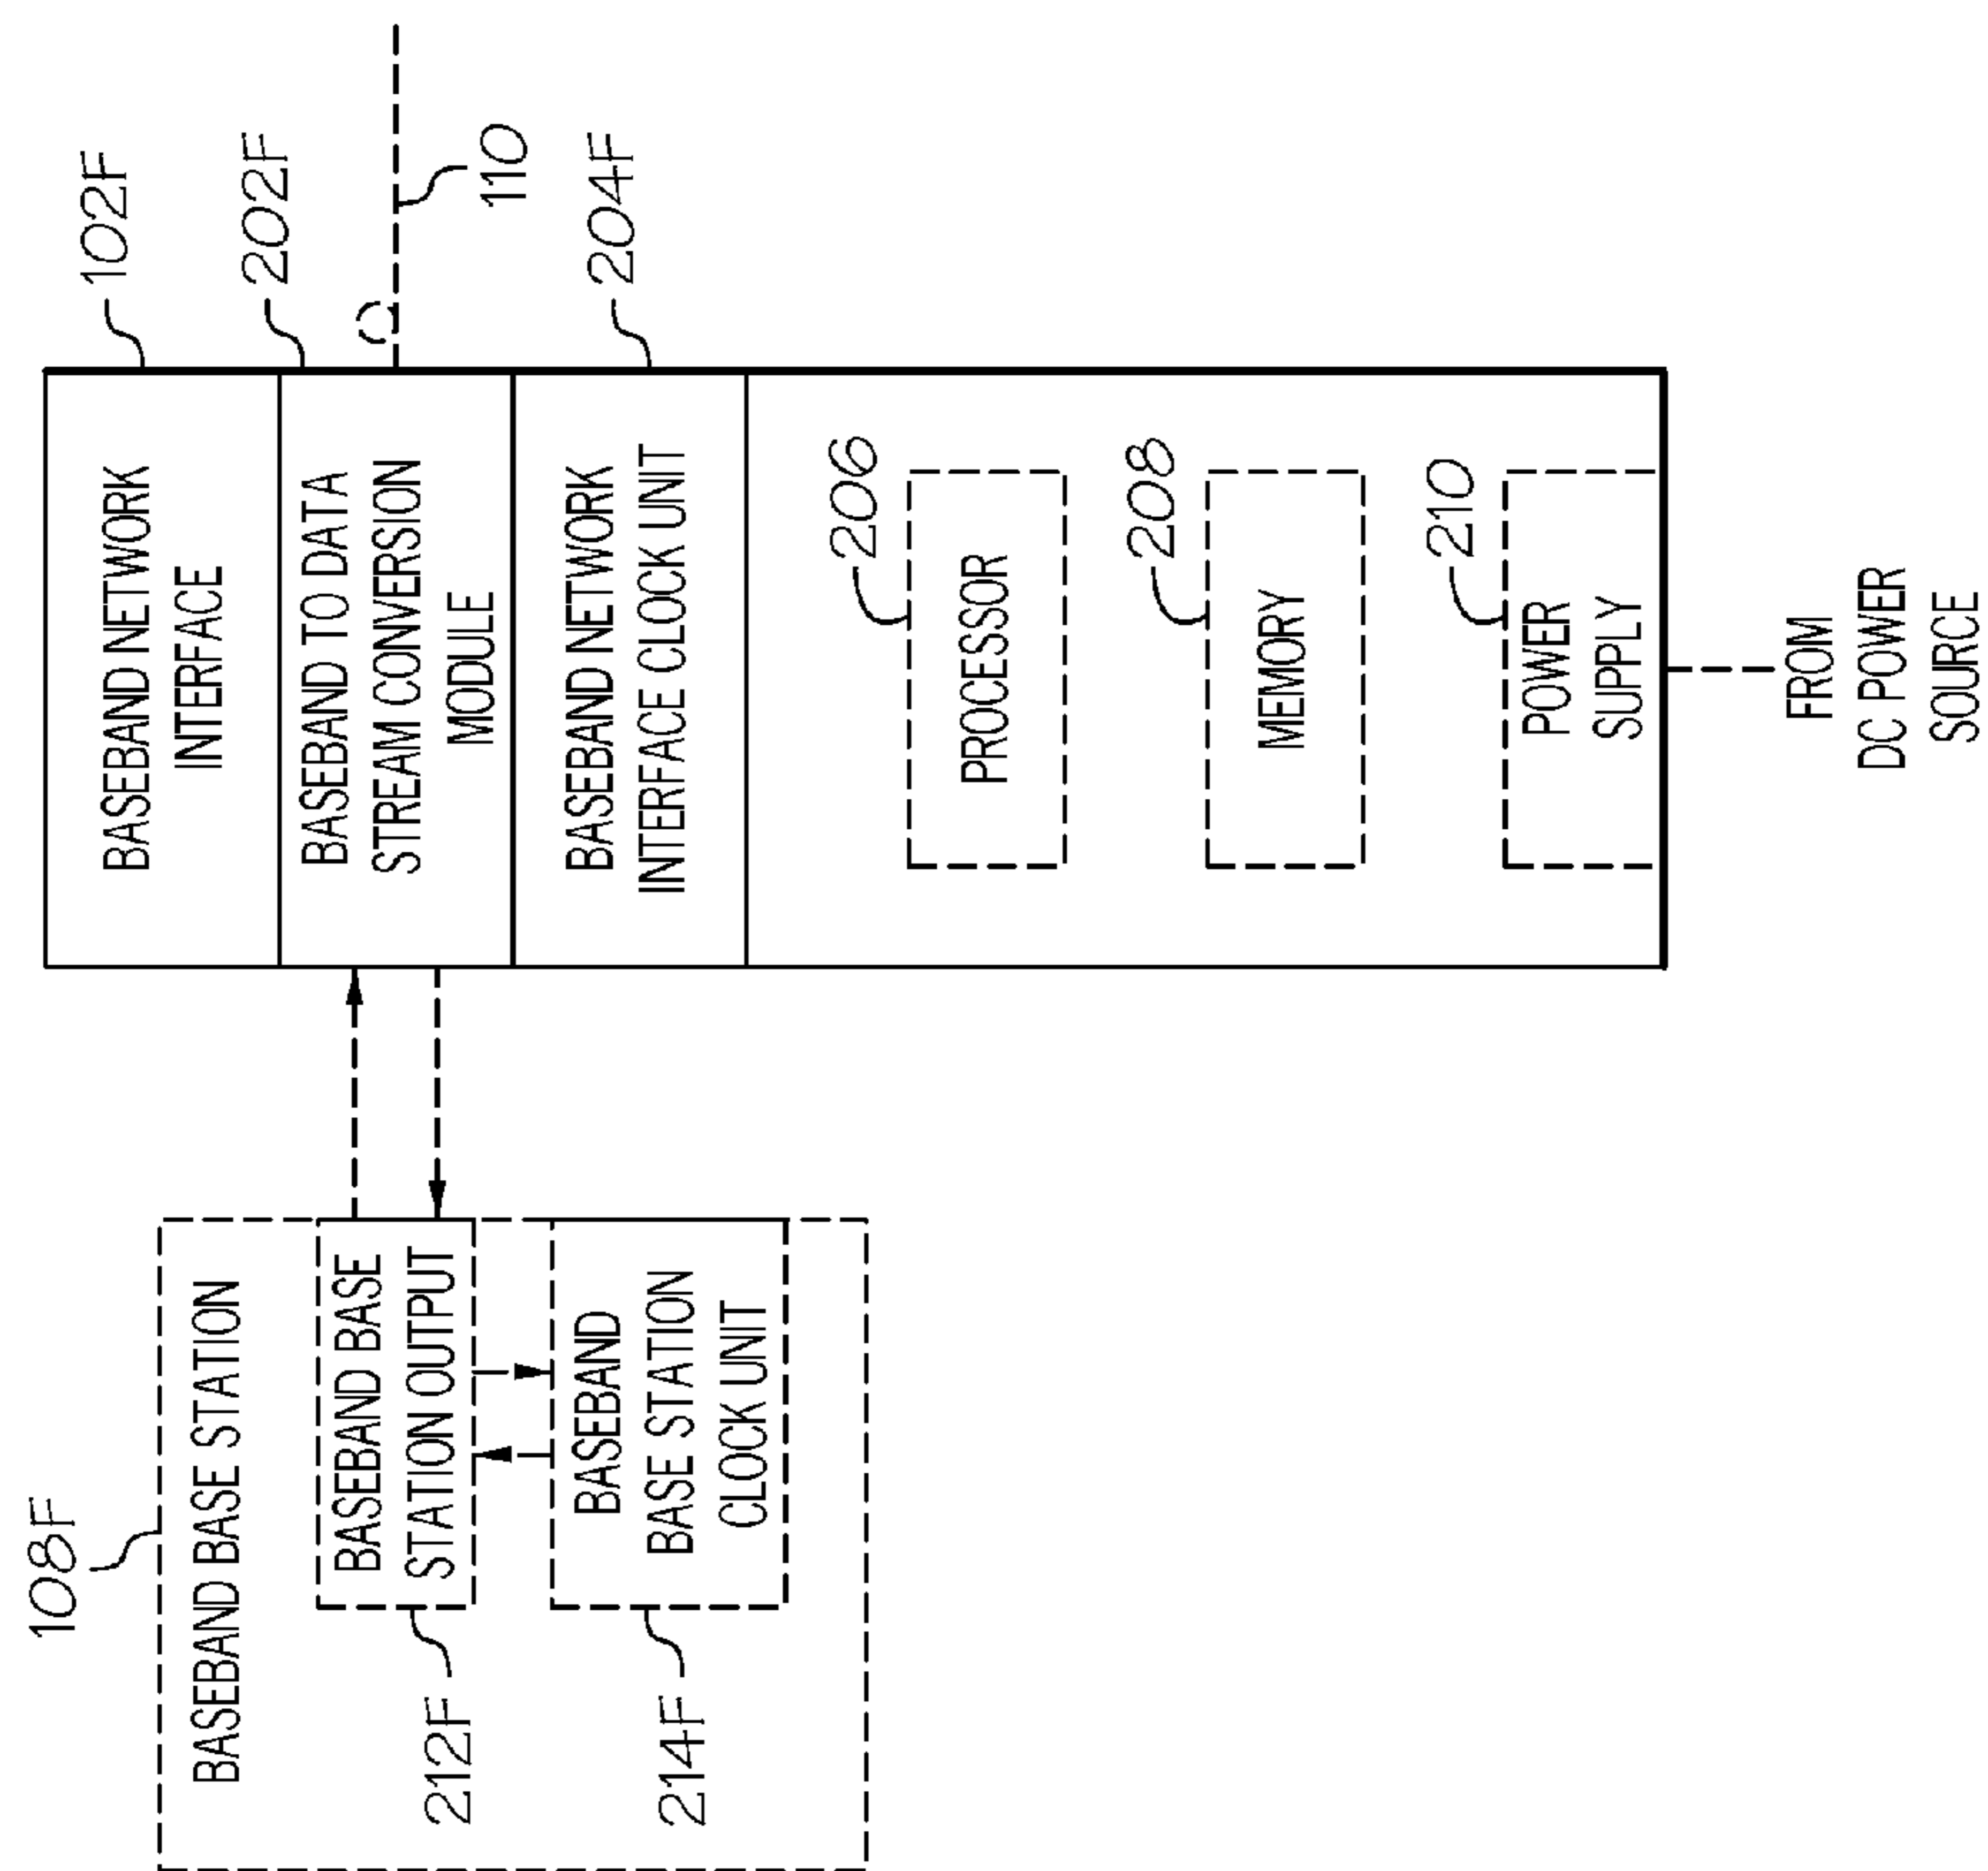 108F
BASEBAND BASE STATION
BASEBAND BASE
STATION OUTPUT
212F
BASEBAND
BASE STATION
CLOCK UNIT
214F
102F
BASEBAND NETWORK
INTERFACE
202F
BASEBAND TO DATA
STREAM CONVERSION
MODULE
110
204F
BASEBAND NETWORK
INTERFACE CLOCK UNIT
206
PROCESSOR
208
MEMORY
210
POWER
SUPPLY
FROM
DC POWER
SOURCE